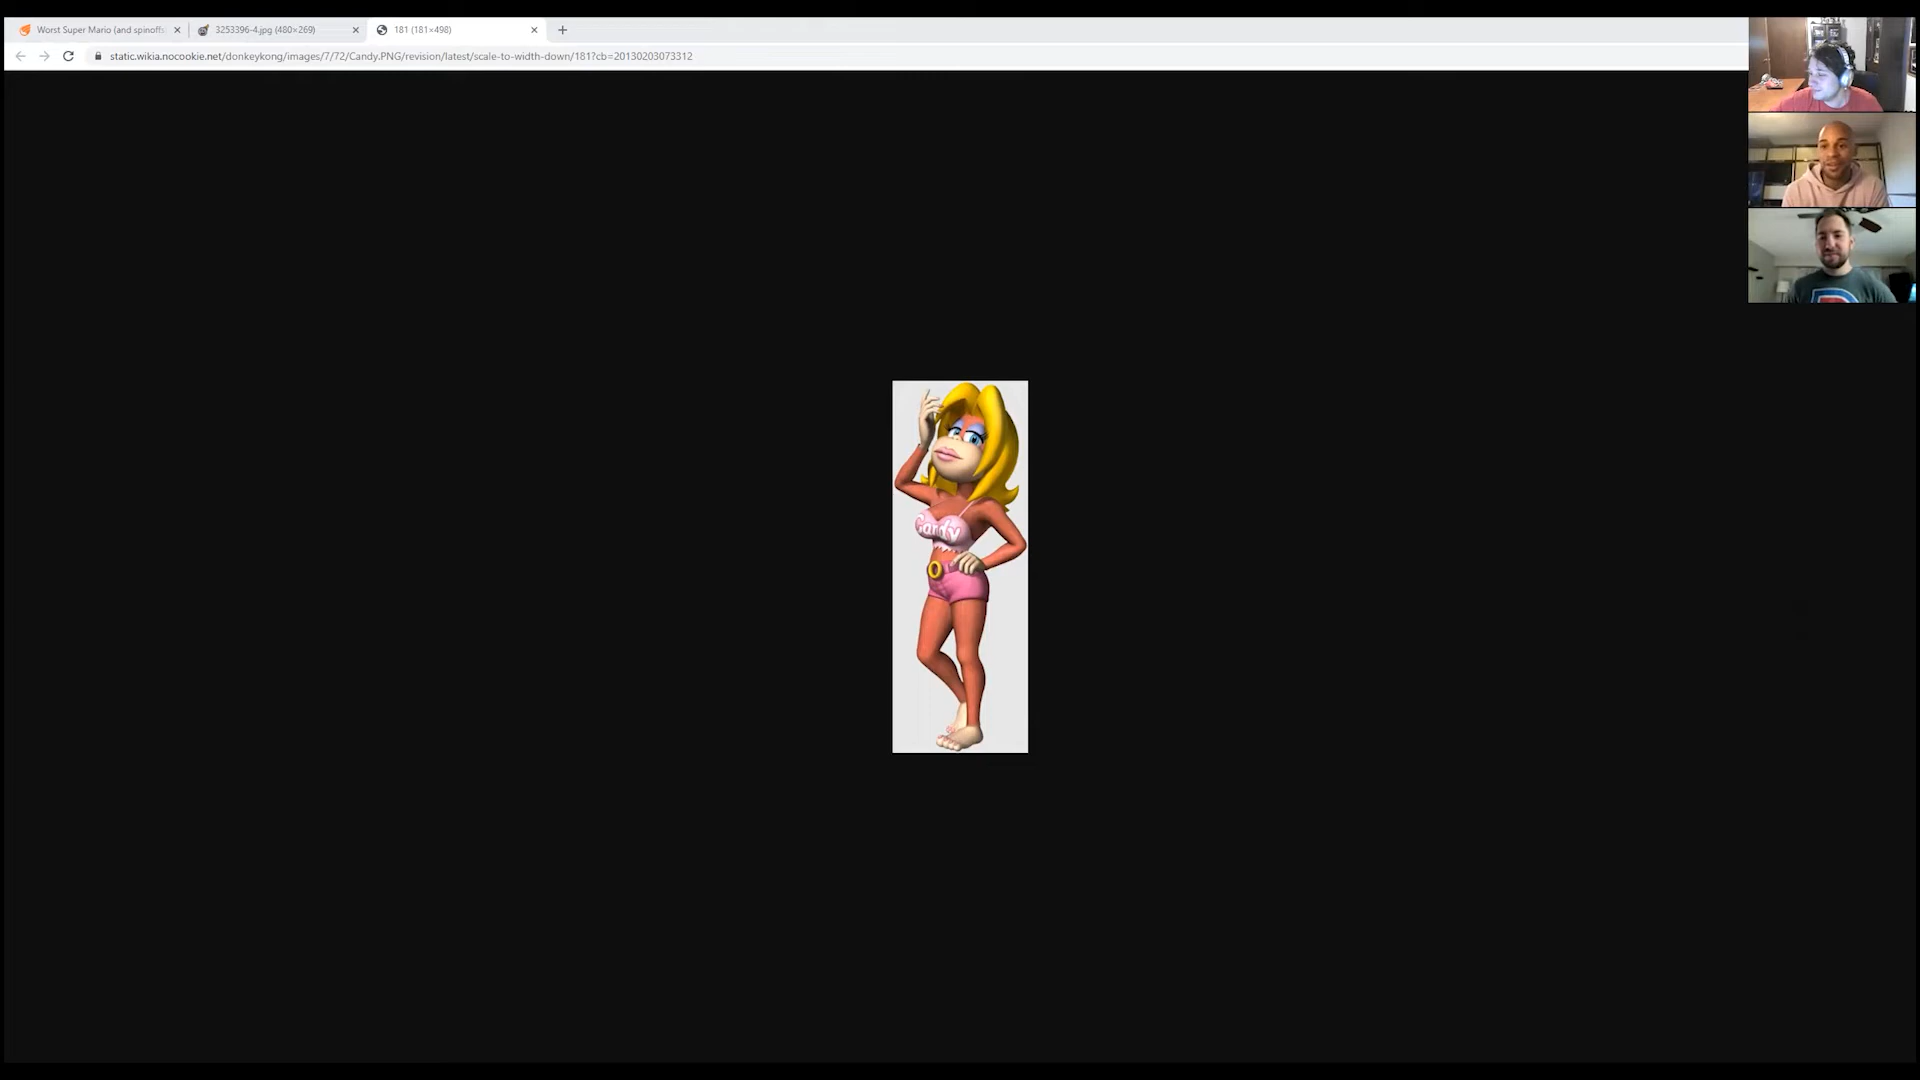 Worst Super Mario (and spinoffs
3253396-4.jpg (480×269)
181 (181×498)
static.wikia.nocookie.net/donkeykong/images/7/72/Candy.PNG/revision/latest/scale-to-width-down/181?cb=20130203073312
Candy